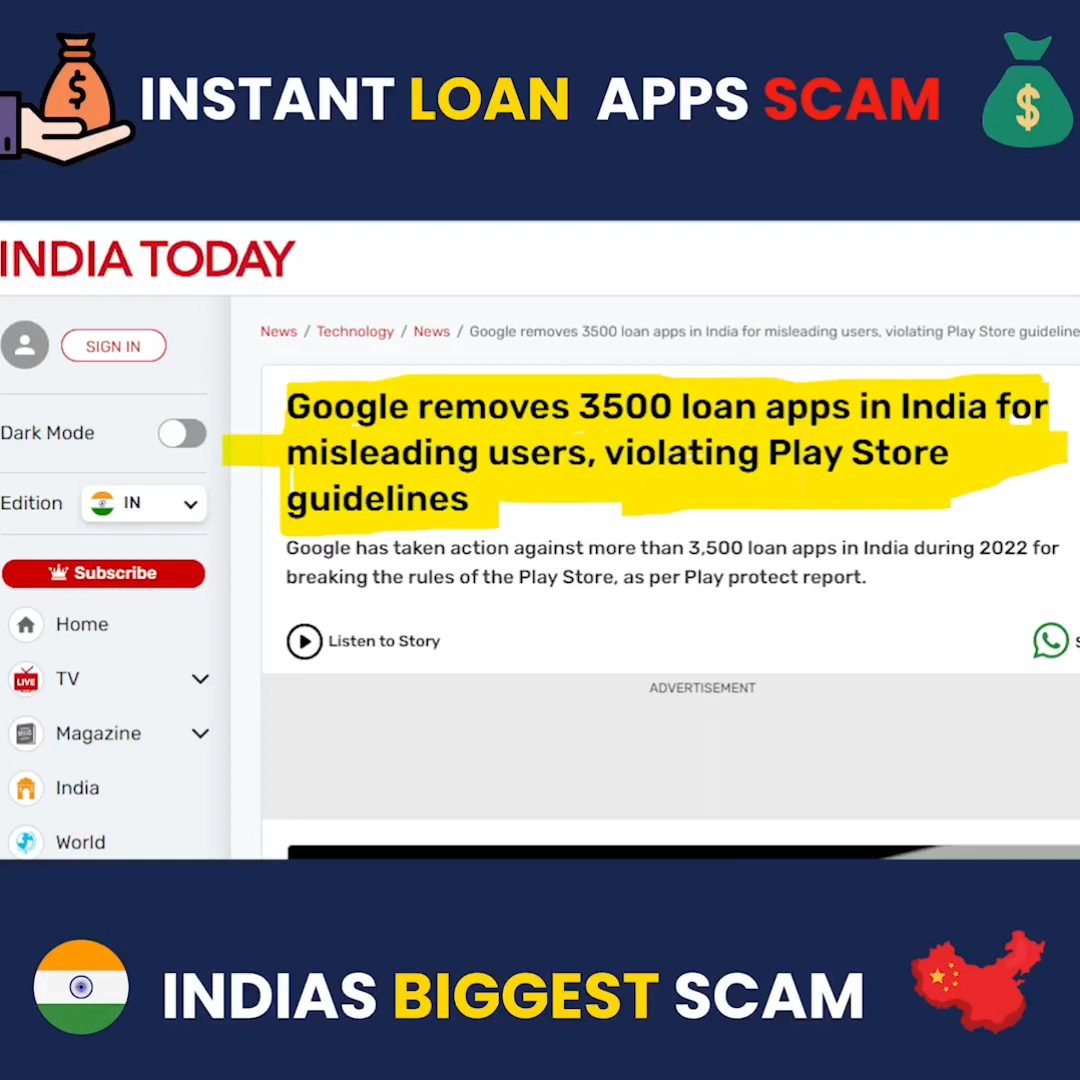 INSTANT LOAN APPS SCAM
INDIA TODAY
SIGN IN
Dark Mode
Edition IN
Subscribe
Home
LIVE TV
Magazine
India
World
News / Technology / News / Google removes 3500 loan apps in India for misleading users, violating Play Store guideline
Google removes 3500 loan apps in India for
misleading users, violating Play Store
guidelines
Google has taken action against more than 3,500 loan apps in India during 2022 for
breaking the rules of the Play Store, as per Play protect report.
Listen to Story
S
ADVERTISEMENT
INDIAS BIGGEST SCAM